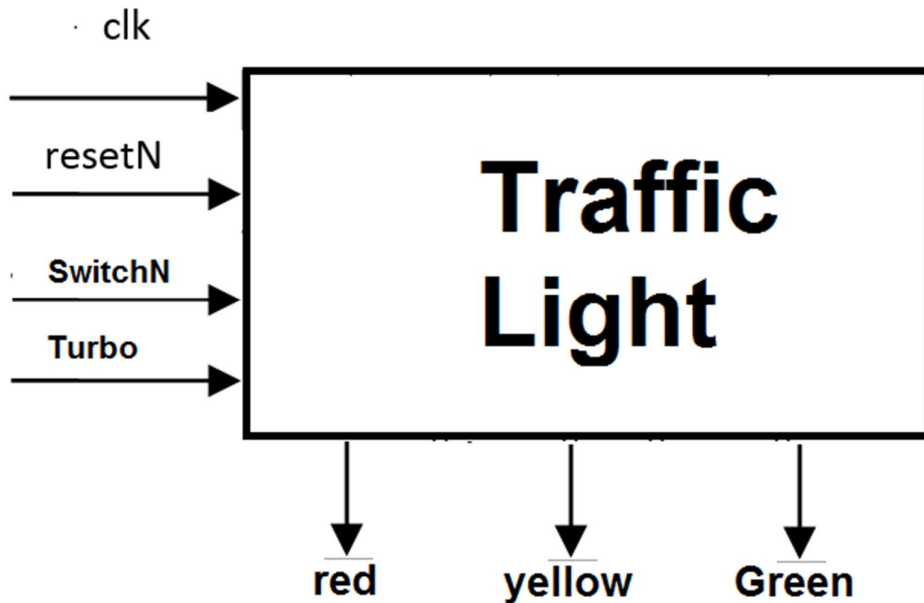 clk
resetN
SwitchN
Turbo
Traffic
Light
red
yellow
Green